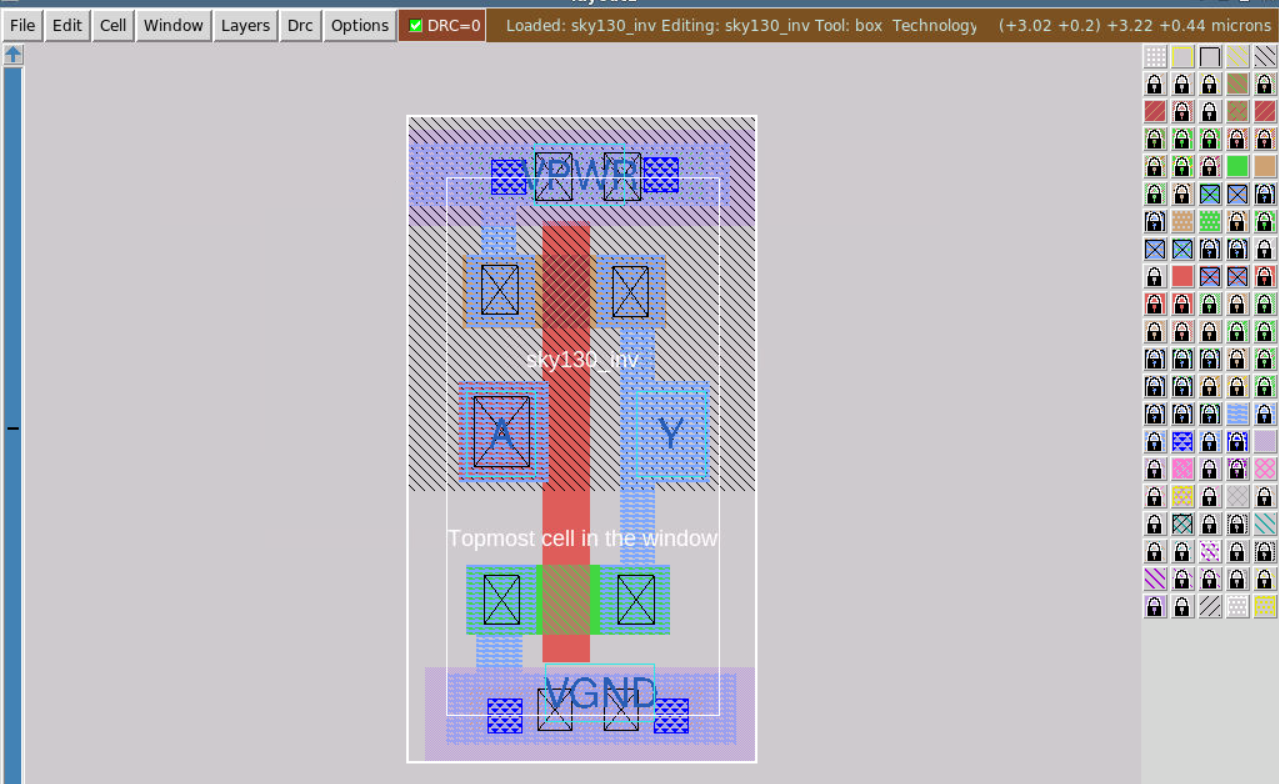 File Edit Cell Window Layers Drc Options DRC=0 Loaded: sky130_inv Editing: sky130_inv Tool: box Technology (+3.02 +0.2) +3.22 +0.44 microns
VPWR
sky130_inv
A Y
Topmost cell in the window
VGND